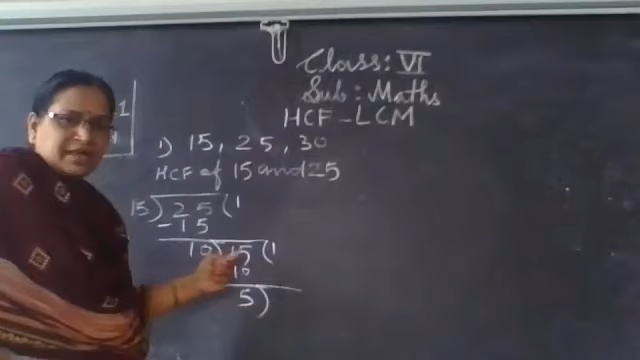 Class: VI
Sub: Maths
HCF-LCM
1) 15, 25, 30
HCF of 15 and 25
15) 25 (1
-15
10) 15 (1
10
5)